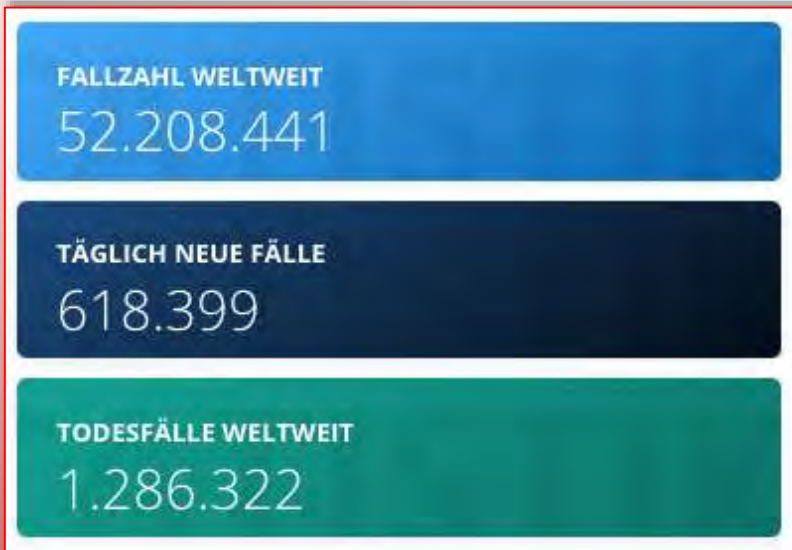 FALLZAHL WELTWEIT
52.208.441
TÄGLICH NEUE FÄLLE
618.399
TODESFÄLLE WELTWEIT
1.286.322